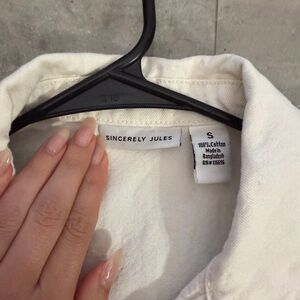 SINCERELY JULES
S
100% Cotton
Made in
Bangladesh